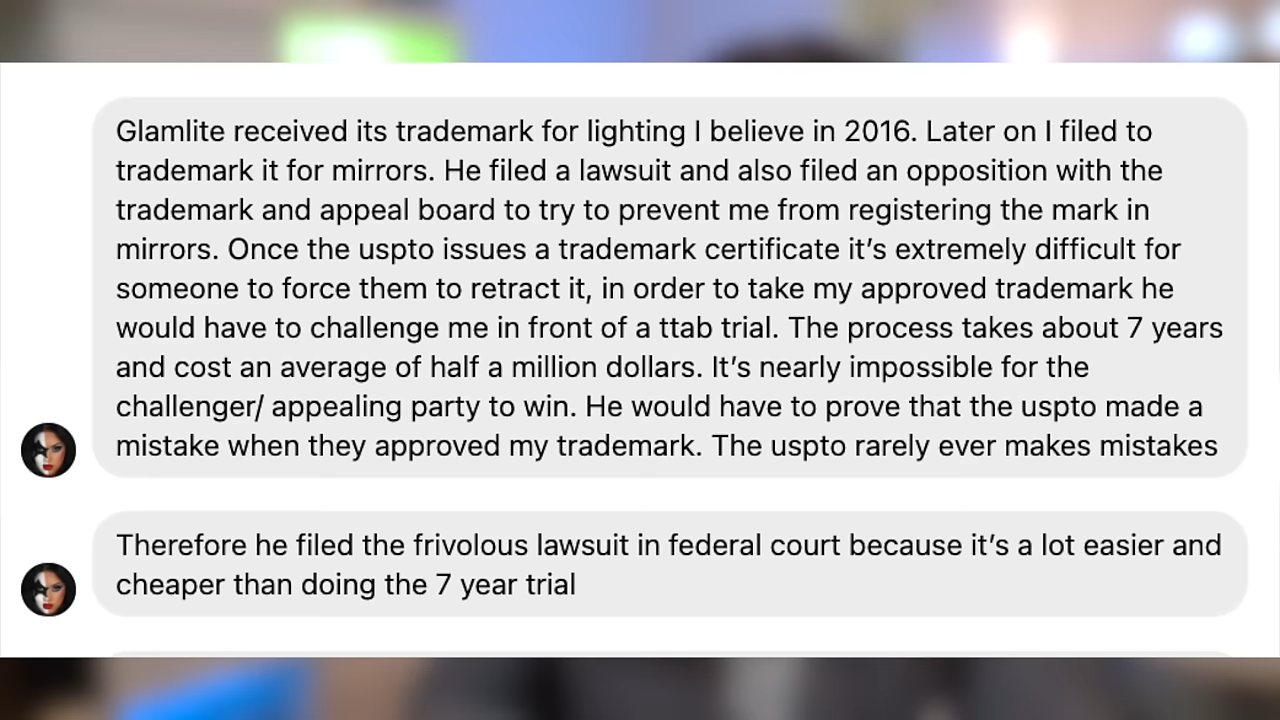 Glamlite received its trademark for lighting I believe in 2016. Later on I filed to
trademark it for mirrors. He filed a lawsuit and also filed an opposition with the
trademark and appeal board to try to prevent me from registering the mark in
mirrors. Once the uspto issues a trademark certificate it’s extremely difficult for
someone to force them to retract it, in order to take my approved trademark he
would have to challenge me in front of a ttab trial. The process takes about 7 years
and cost an average of half a million dollars. It’s nearly impossible for the
challenger/ appealing party to win. He would have to prove that the uspto made a
mistake when they approved my trademark. The uspto rarely ever makes mistakes
Therefore he filed the frivolous lawsuit in federal court because it’s a lot easier and
cheaper than doing the 7 year trial